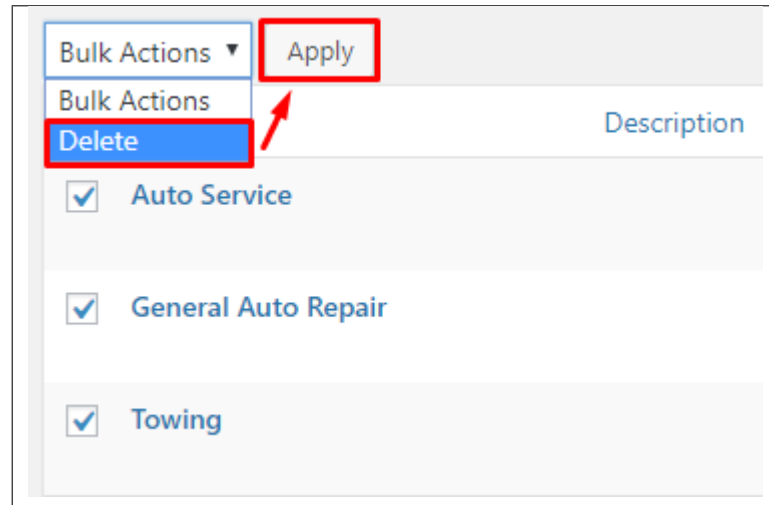 Bulk Actions ▼ Apply
Bulk Actions
Delete
Description
Auto Service
General Auto Repair
Towing